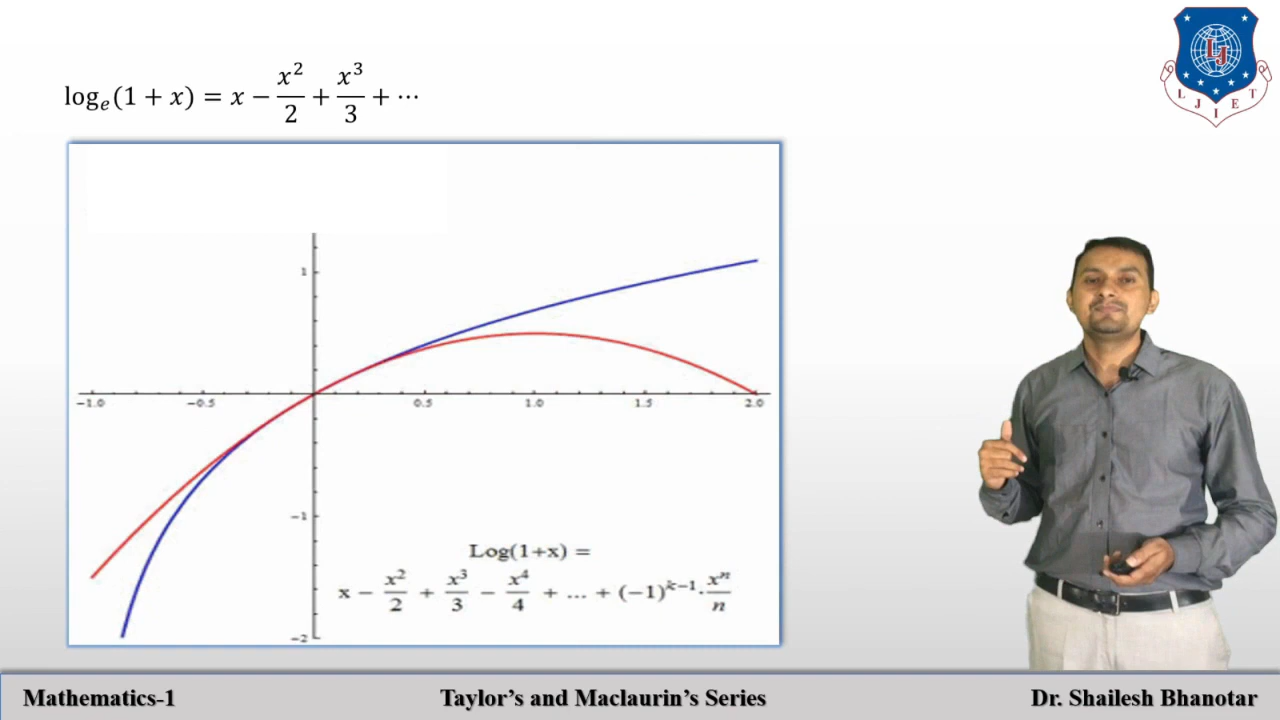 logₑ(1 + x) = x − x²/2 + x³/3 + ⋯
L J
L J I E T
1
−1.0 −0.5 0.5 1.0 1.5 2.0
−1
Log(1+x) =
x − x²/2 + x³/3 − x⁴/4 + ... + (−1)ᵏ⁻¹.xⁿ/n
−2
Mathematics-1 Taylor’s and Maclaurin’s Series Dr. Shailesh Bhanotar